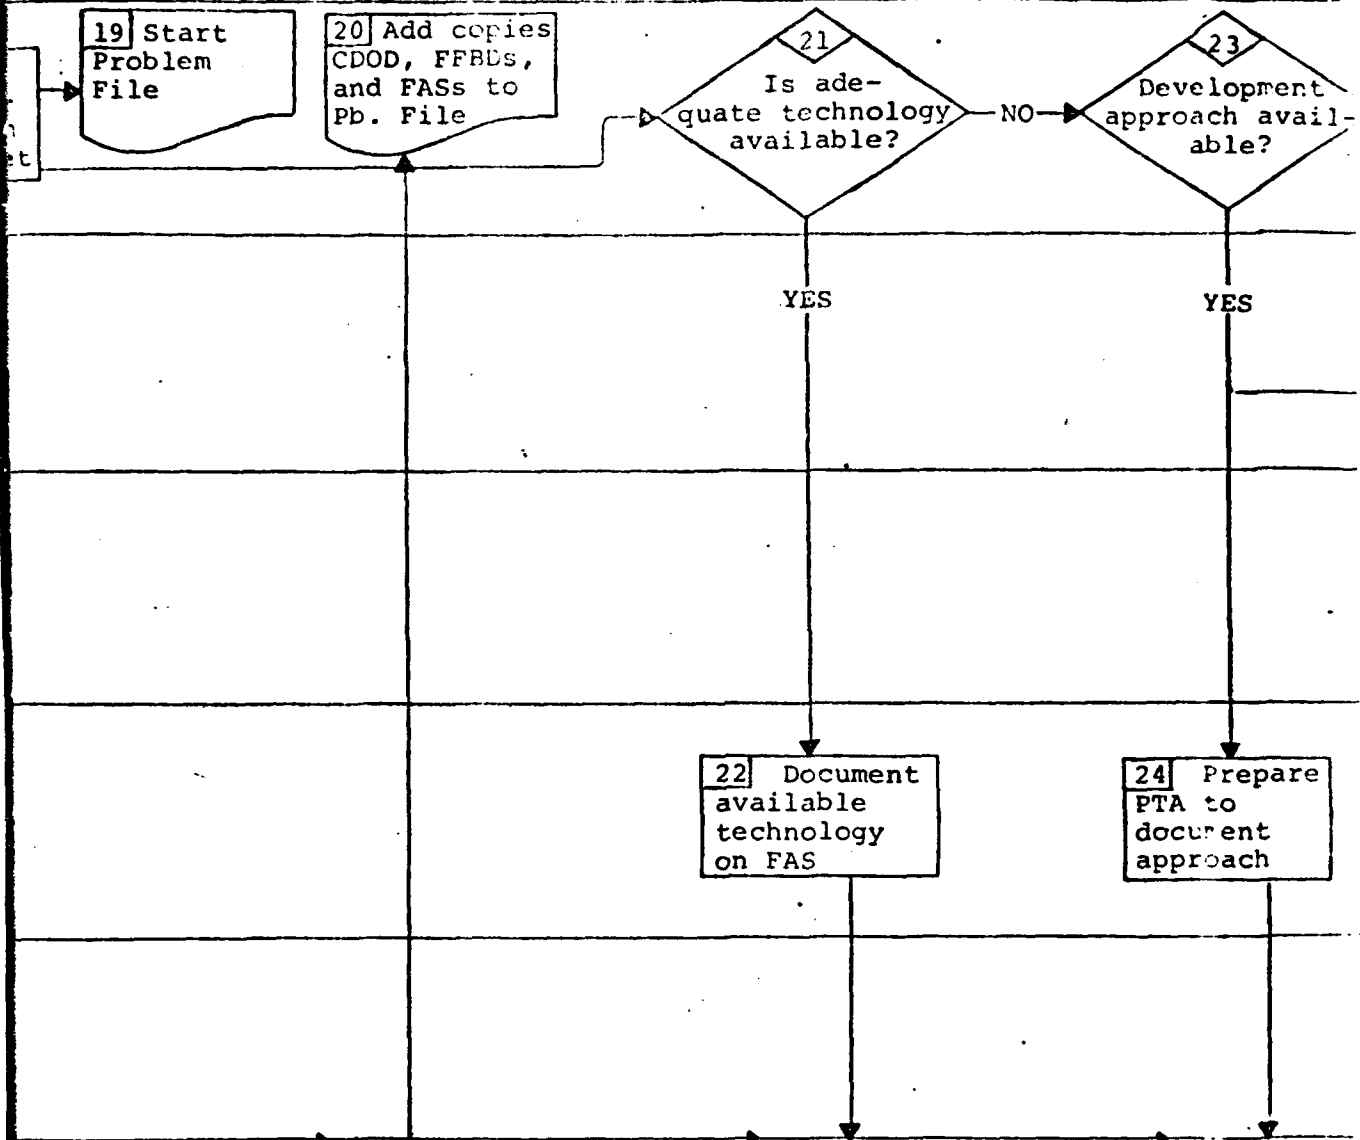 19 Start
Problem
File
et
20 Add copies
CDOD, FFBDs,
and FASs to
Pb. File
21
Is ade-
quate technology
available?
NO
23
Development
approach avail-
able?
YES
YES
22 Document
available
technology
on FAS
24 Prepare
PTA to
document
approach